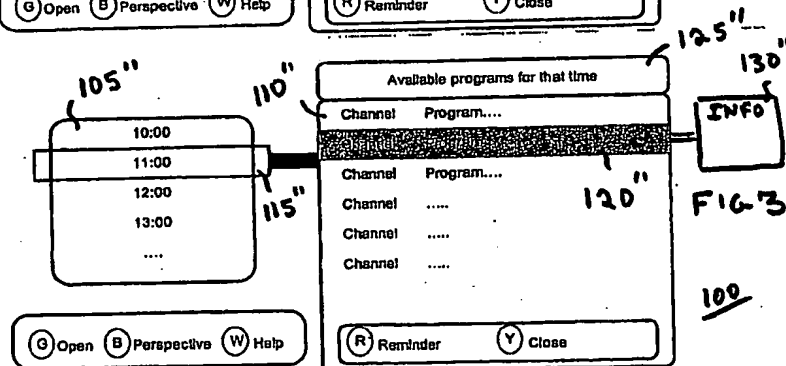 G Open B Perspective W Help
R Reminder Y Close
125"
130"
105"
110"
Available programs for that time
INFO
Channel Program....
10:00
11:00
12:00
13:00
....
115"
Channel Program....
120"
Channel .....
Channel .....
Channel .....
FIG 3
100
G Open B Perspective W Help
R Reminder Y Close